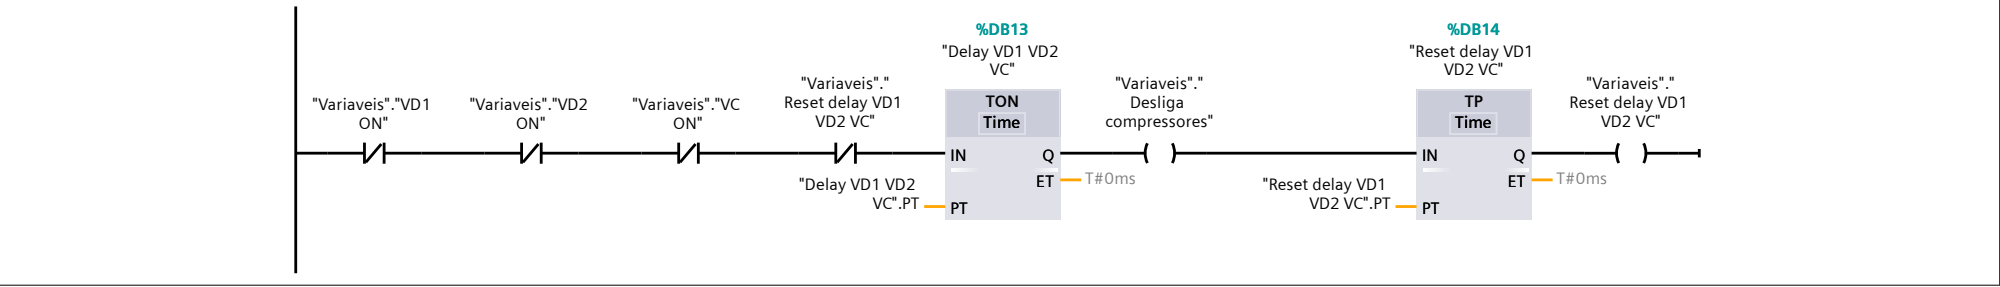 %DB13
"Delay VD1 VD2
VC"
%DB14
"Reset delay VD1
VD2 VC"
"Variaveis"."VD1
ON"
"Variaveis"."VD2
ON"
"Variaveis"."VC
ON"
"Variaveis"."
Reset delay VD1
VD2 VC"
TON
Time
IN
Q
ET
T#0ms
"Delay VD1 VD2
VC".PT
PT
"Variaveis"."
Desliga
compressores"
TP
Time
IN
Q
ET
T#0ms
"Reset delay VD1
VD2 VC".PT
PT
"Variaveis"."
Reset delay VD1
VD2 VC"